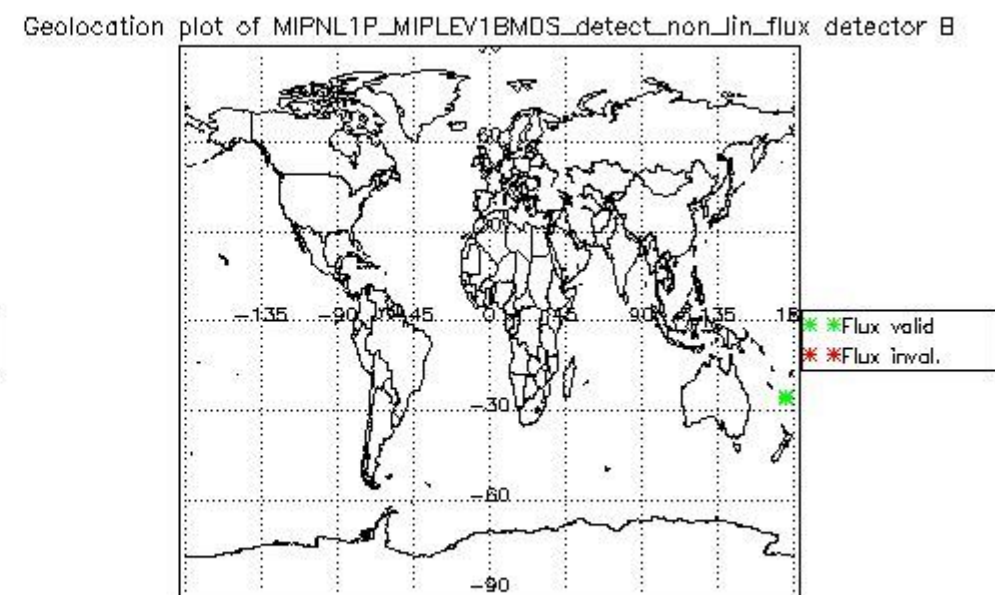 Geolocation plot of MIPNL1P_MIPLEV1BMDS_detect_non_lin_flux detector B
60
-135 -90 -45 0 45 90 135 18
* *Flux valid
* *Flux inval.
-30
-60
-90